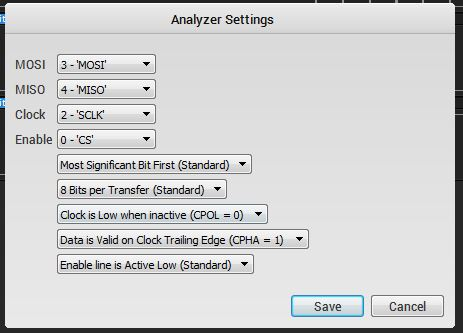 Analyzer Settings
MOSI 3 - 'MOSI'
MISO 4 - 'MISO'
Clock 2 - 'SCLK'
Enable 0 - 'CS'
Most Significant Bit First (Standard)
8 Bits per Transfer (Standard)
Clock is Low when inactive (CPOL = 0)
Data is Valid on Clock Trailing Edge (CPHA = 1)
Enable line is Active Low (Standard)
Save Cancel